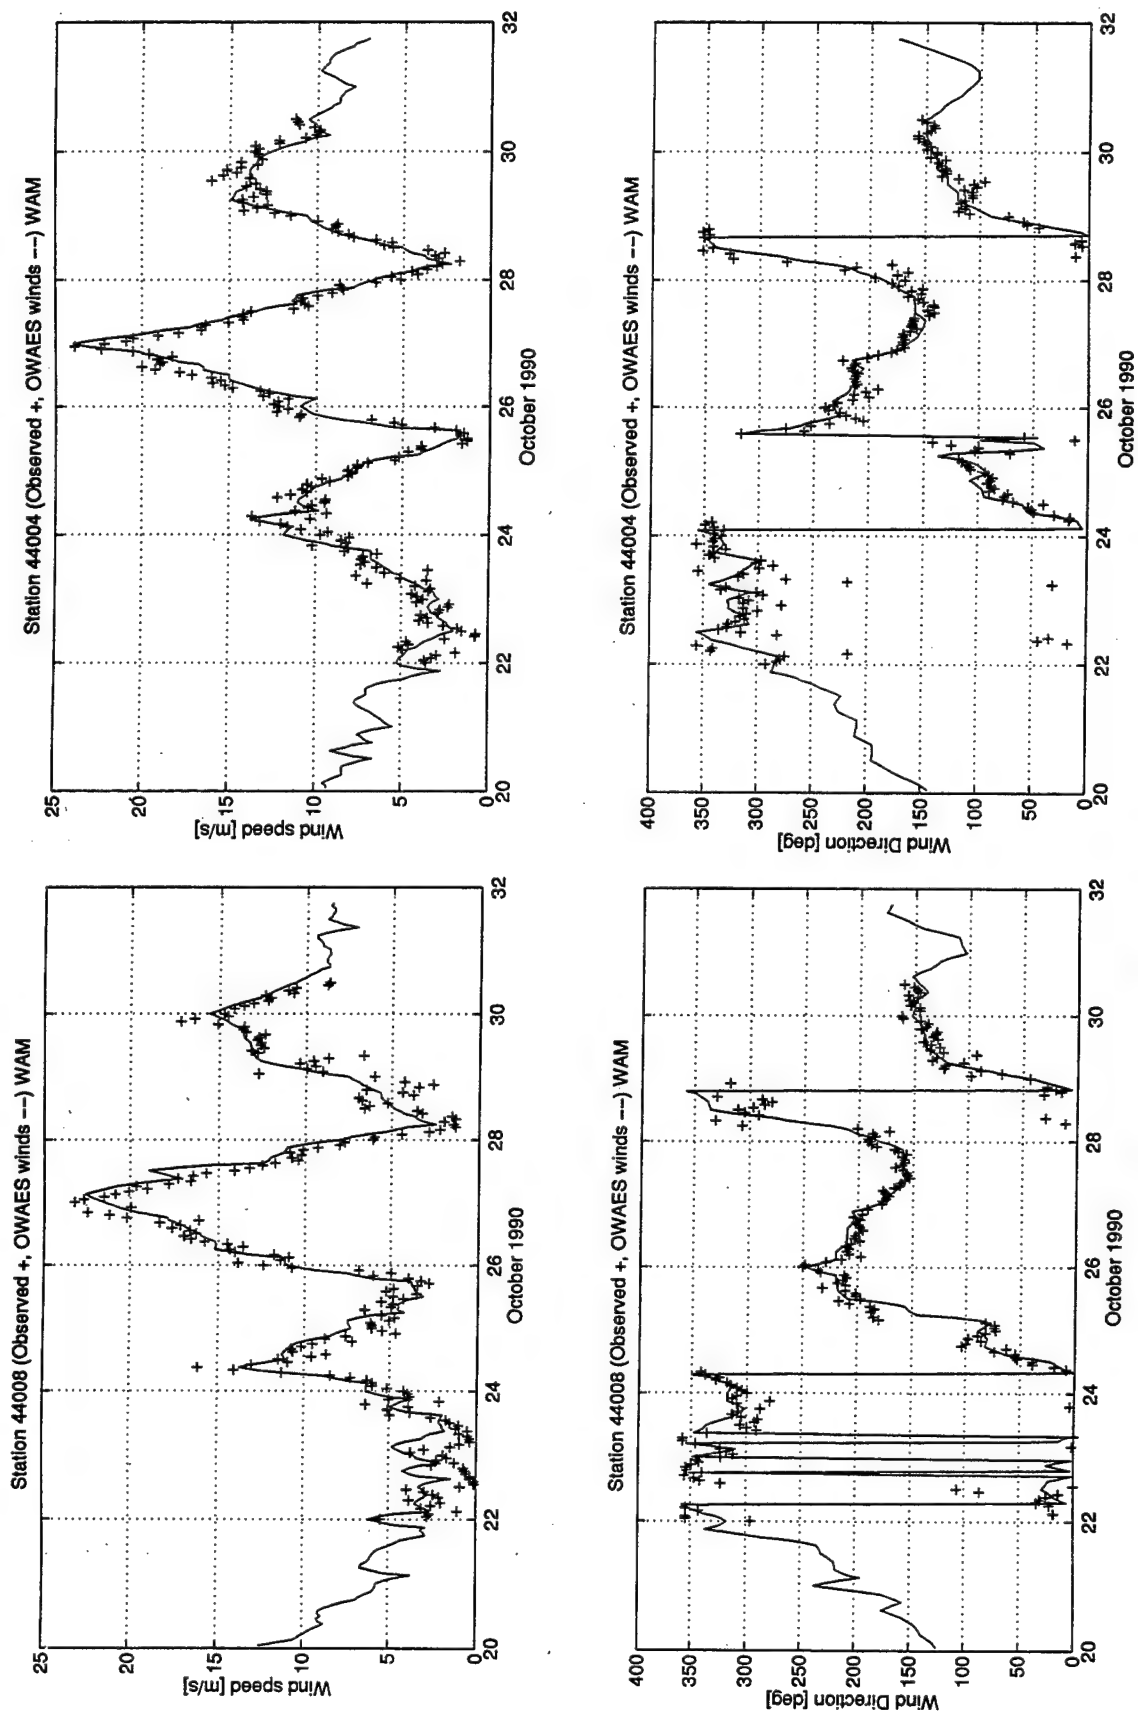 Station 44008 (Observed +, OWAES winds ---) WAM
Wind speed [m/s]
25
20
15
10
5
0
20 22 24 26 28 30 32
October 1990
Station 44004 (Observed +, OWAES winds ---) WAM
Wind speed [m/s]
25
20
15
10
5
0
20 22 24 26 28 30 32
October 1990
Station 44008 (Observed +, OWAES winds ---) WAM
Wind Direction [deg]
400
350
300
250
200
150
100
50
0
20 22 24 26 28 30 32
October 1990
Station 44004 (Observed +, OWAES winds ---) WAM
Wind Direction [deg]
400
350
300
250
200
150
100
50
0
20 22 24 26 28 30 32
October 1990